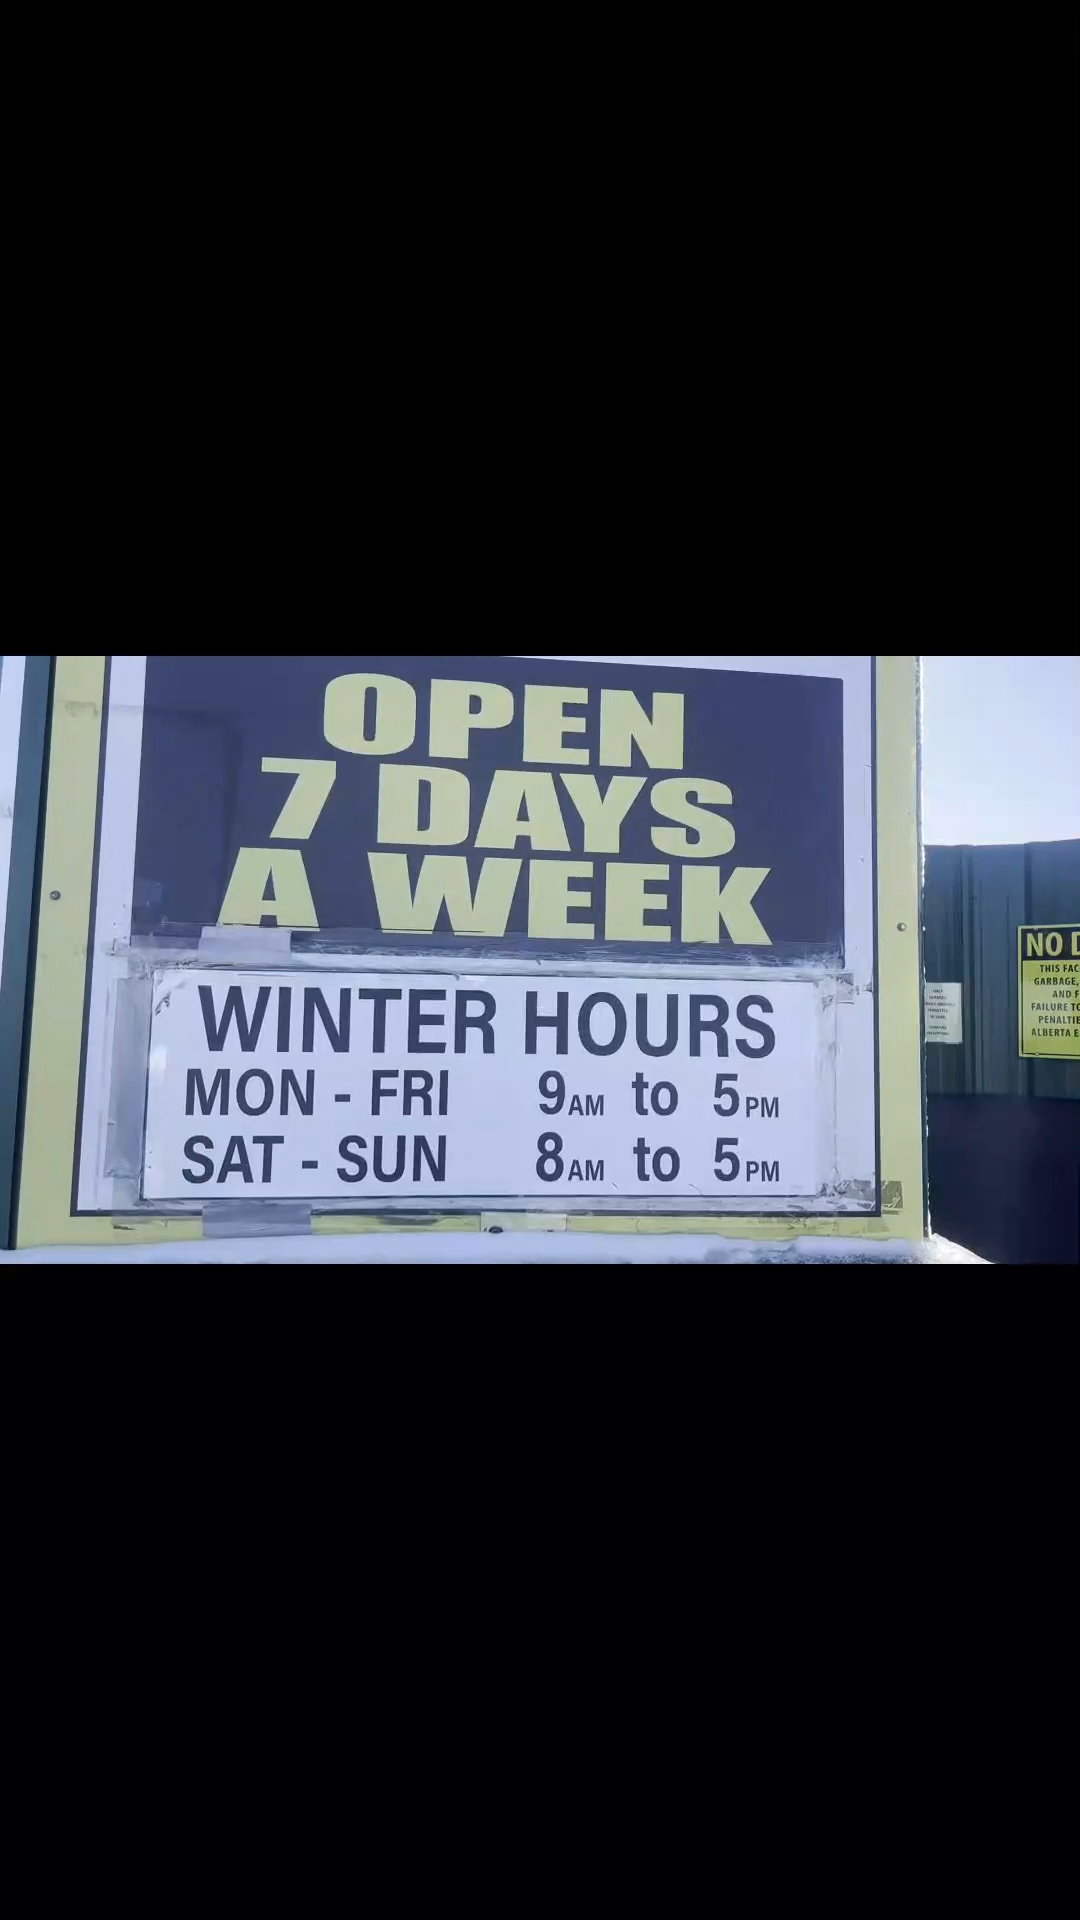 OPEN
7 DAYS
A WEEK
WINTER HOURS
MON - FRI 9AM to 5PM
SAT - SUN 8AM to 5PM
NO D
THIS FAC
GARBAGE,
AND F
FAILURE TO
PENALTIE
ALBERTA E